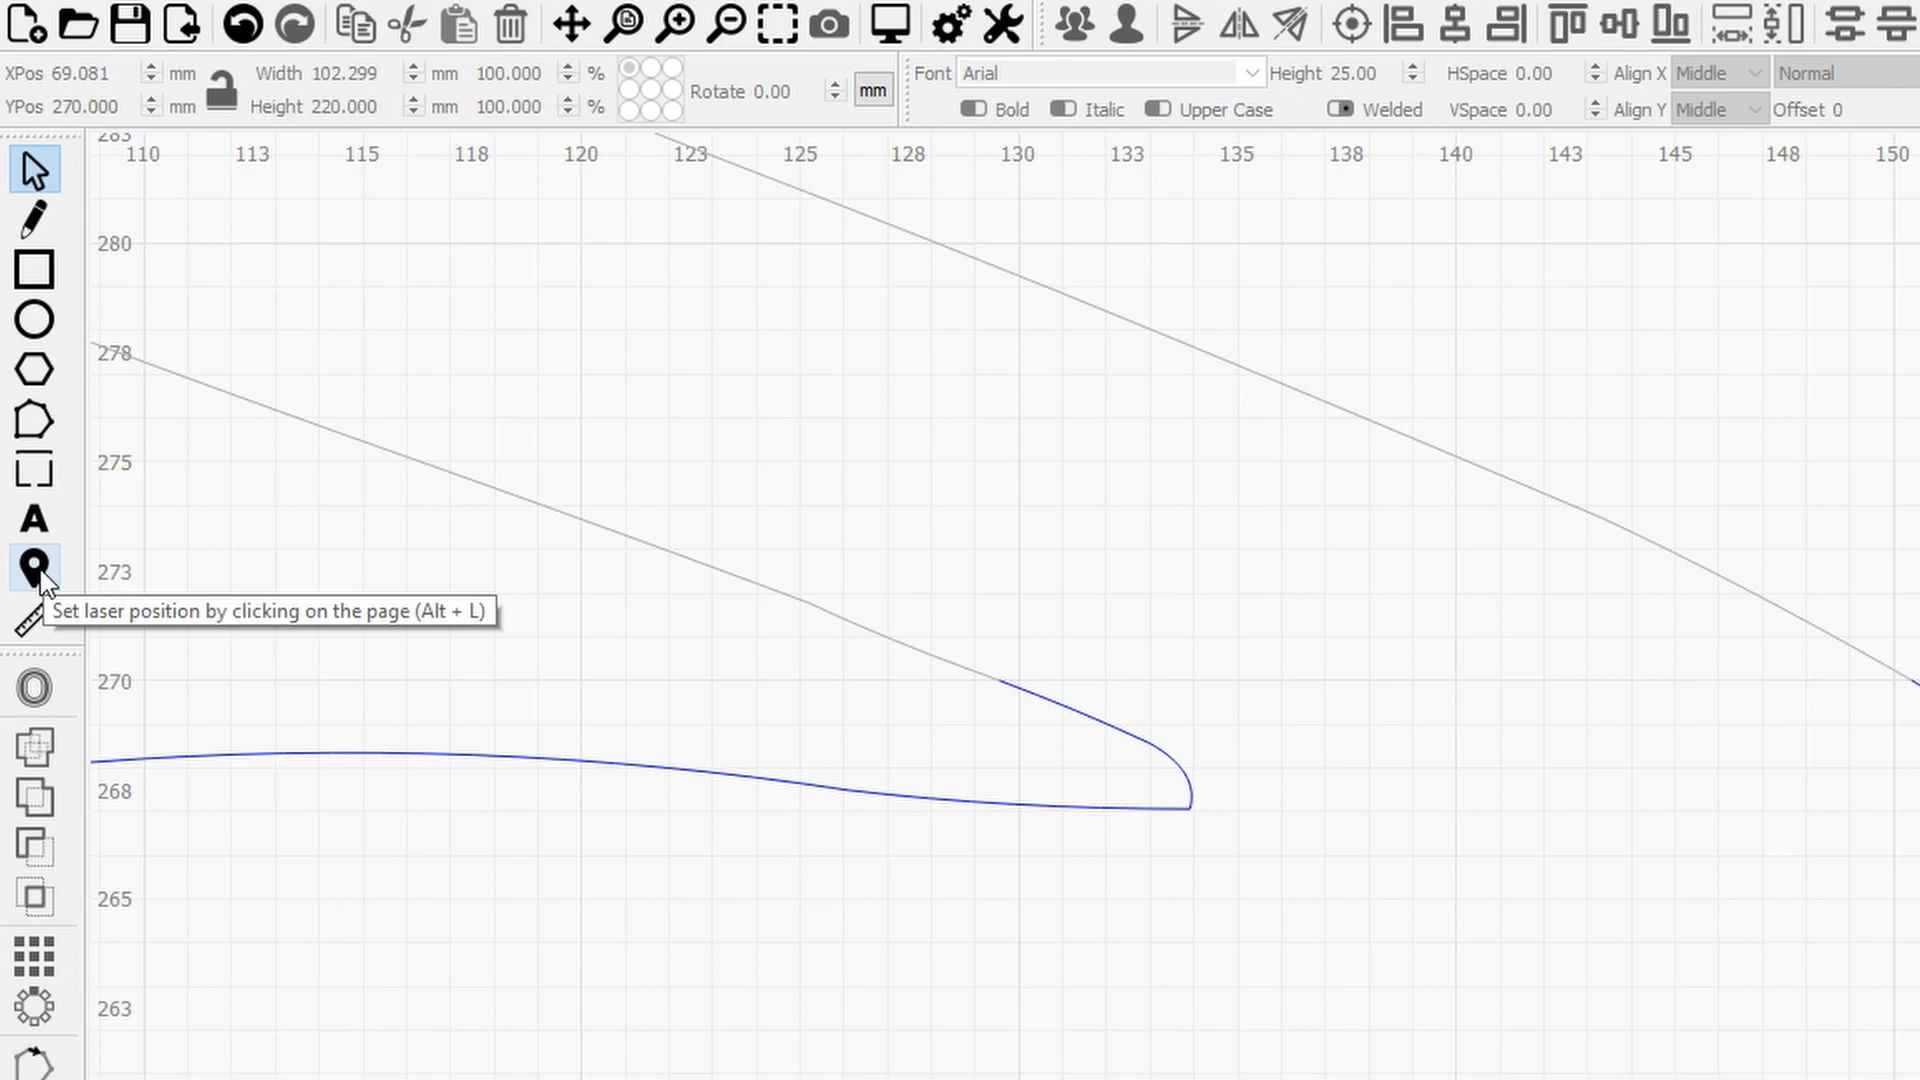 XPos 69.081 mm Width 102.299 mm 100.000 %
YPos 270.000 mm Height 220.000 mm 100.000 %
Rotate 0.00 mm
Font Arial Height 25.00 HSpace 0.00 Align X Middle Normal
Bold Italic Upper Case Welded VSpace 0.00 Align Y Middle Offset 0
283
110 113 115 118 120 123 125 128 130 133 135 138 140 143 145 148 150
280
278
275
A
273
Set laser position by clicking on the page (Alt + L)
270
268
265
263